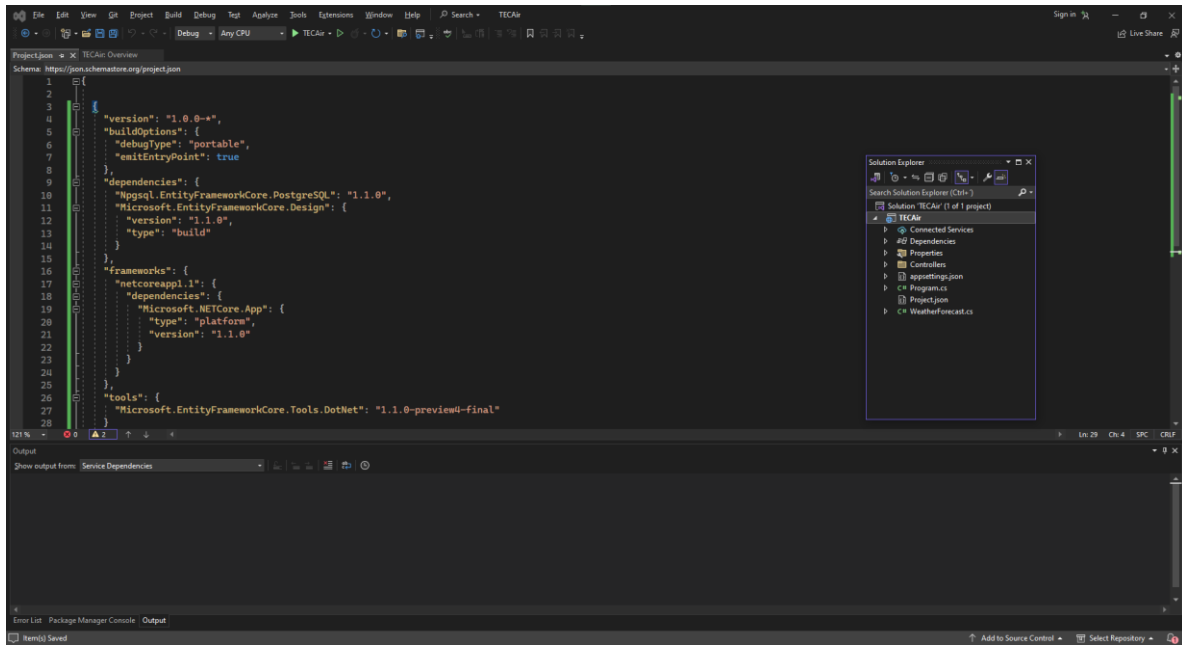 File Edit View Git Project Build Debug Test Analyze Tools Extensions Window Help Search TECAir Sign in
Debug Any CPU TECAir Live Share
Project.json TECAir: Overview
Schema: https://json.schemastore.org/project.json
1 {
2
3 {
4 "version": "1.0.0-*",
5 "buildOptions": {
6 "debugType": "portable",
7 "emitEntryPoint": true
8 },
9 "dependencies": {
10 "Npgsql.EntityFrameworkCore.PostgreSQL": "1.1.0",
11 "Microsoft.EntityFrameworkCore.Design": {
12 "version": "1.1.0",
13 "type": "build"
14 }
15 },
16 "frameworks": {
17 "netcoreapp1.1": {
18 "dependencies": {
19 "Microsoft.NETCore.App": {
20 "type": "platform",
21 "version": "1.1.0"
22 }
23 }
24 }
25 },
26 "tools": {
27 "Microsoft.EntityFrameworkCore.Tools.DotNet": "1.1.0-preview4-final"
28 }
Solution Explorer
Search Solution Explorer (Ctrl+¨)
Solution 'TECAir' (1 of 1 project)
TECAir
Connected Services
Dependencies
Properties
Controllers
appsettings.json
C# Program.cs
Project.json
C# WeatherForecast.cs
121 % 0 2 Ln: 29 Ch: 4 SPC CRLF
Output
Show output from: Service Dependencies
Error List Package Manager Console Output
Item(s) Saved Add to Source Control Select Repository